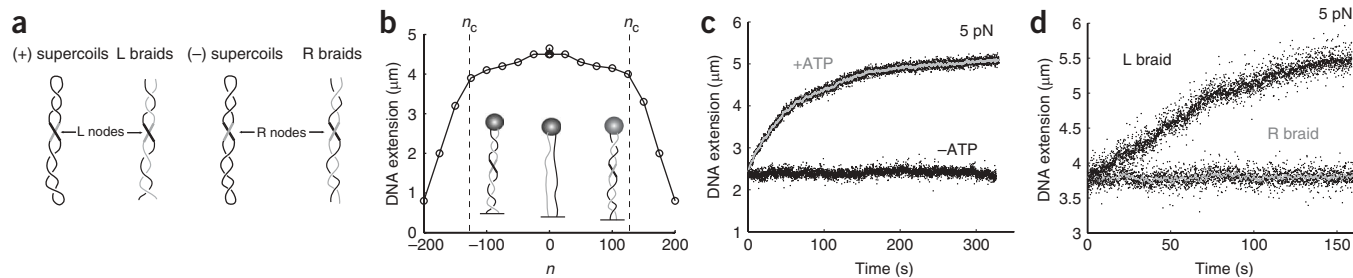 a
(+) supercoils L braids (−) supercoils R braids
L nodes R nodes
b
n_c n_c
DNA extension (μm)
5
4
3
2
1
0
−200 −100 0 100 200
n
c
5 pN
DNA extension (μm)
6
5
4
3
2
1
+ATP
−ATP
0 100 200 300
Time (s)
d
5 pN
DNA extension (μm)
6
5.5
5
4.5
4
3.5
3
L braid
R braid
0 50 100 150
Time (s)